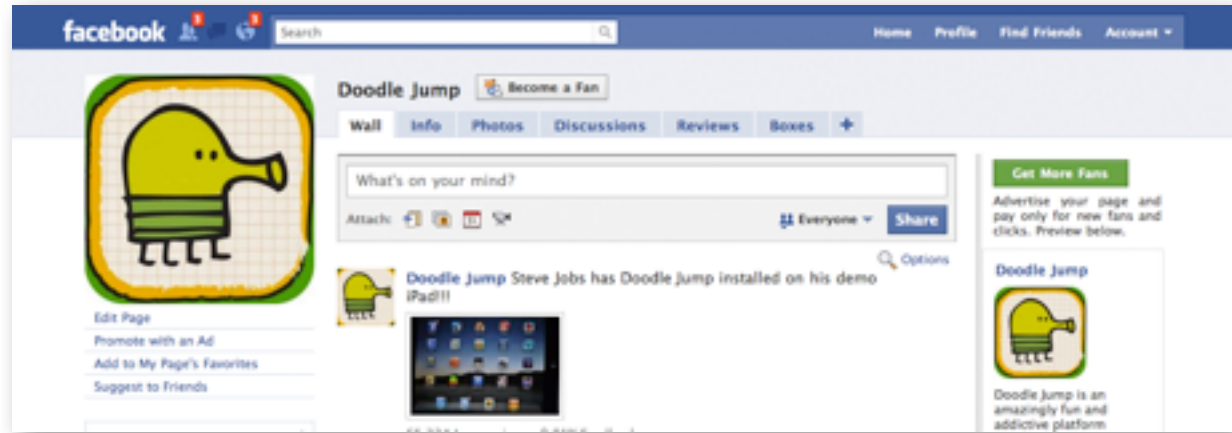 facebook
3
3
Search
Home Profile Find Friends Account
Doodle Jump
Become a Fan
Wall Info Photos Discussions Reviews Boxes +
What's on your mind?
Attach: 31
Everyone
Share
Options
Doodle Jump Steve Jobs has Doodle Jump installed on his demo
iPad!!!
Edit Page
Promote with an Ad
Add to My Page's Favorites
Suggest to Friends
Get More Fans
Advertise your page and
pay only for new fans and
clicks. Preview below.
Doodle Jump
Doodle Jump is an
amazingly fun and
addictive platform